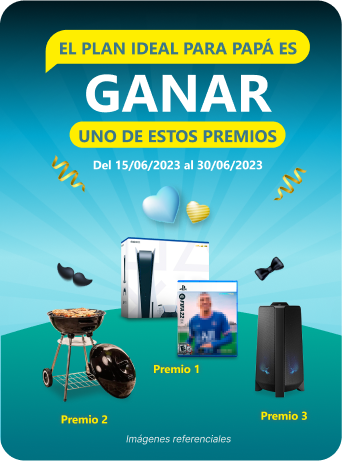 EL PLAN IDEAL PARA PAPÁ ES
GANAR
UNO DE ESTOS PREMIOS
Del 15/06/2023 al 30/06/2023
FIFA 22
Premio 1
Premio 2
Premio 3
Imágenes referenciales